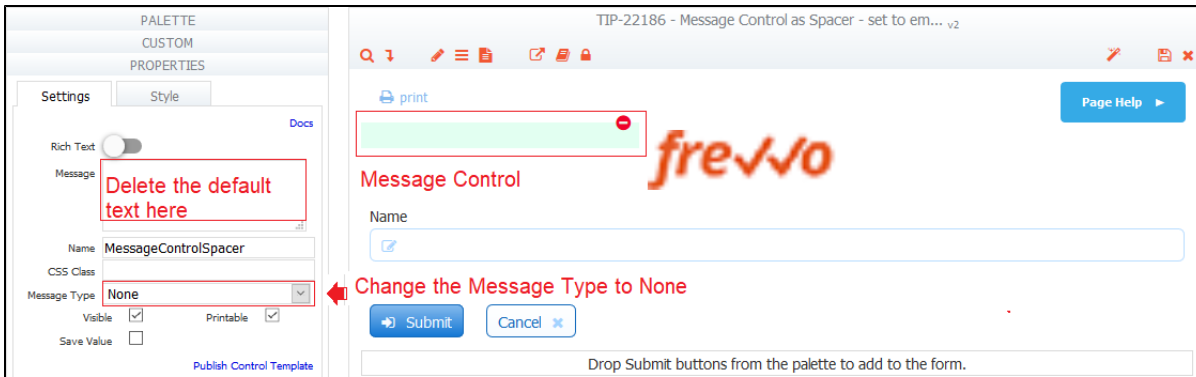 PALETTE
CUSTOM
PROPERTIES
Settings
Style
Docs
Rich Text
Message
Delete the default
text here
Name MessageControlSpacer
CSS Class
Message Type None
Visible
Printable
Save Value
Publish Control Template
TIP-22186 - Message Control as Spacer - set to em... v2
print
Page Help
frevvo
Message Control
Name
Change the Message Type to None
Submit
Cancel
Drop Submit buttons from the palette to add to the form.